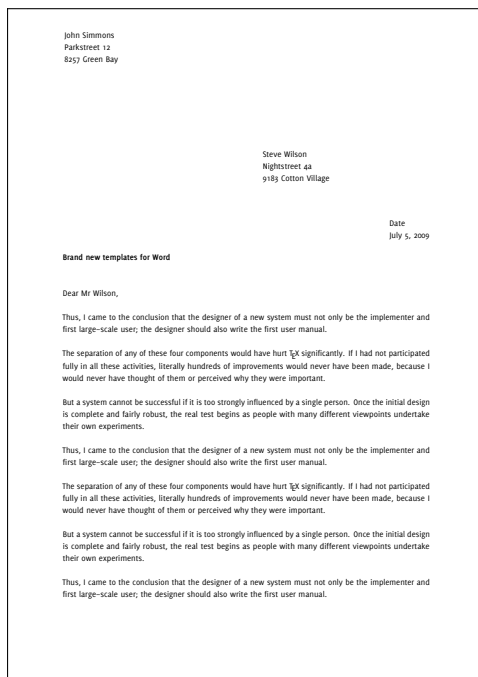 John Simmons
Parkstreet 12
8257 Green Bay
Steve Wilson
Nightstreet 4a
9183 Cotton Village
Date
July 5, 2009
Brand new templates for Word
Dear Mr Wilson,
Thus, I came to the conclusion that the designer of a new system must not only be the implementer and
first large-scale user; the designer should also write the first user manual.
The separation of any of these four components would have hurt TEX significantly. If I had not participated
fully in all these activities, literally hundreds of improvements would never have been made, because I
would never have thought of them or perceived why they were important.
But a system cannot be successful if it is too strongly influenced by a single person. Once the initial design
is complete and fairly robust, the real test begins as people with many different viewpoints undertake
their own experiments.
Thus, I came to the conclusion that the designer of a new system must not only be the implementer and
first large-scale user; the designer should also write the first user manual.
The separation of any of these four components would have hurt TEX significantly. If I had not participated
fully in all these activities, literally hundreds of improvements would never have been made, because I
would never have thought of them or perceived why they were important.
But a system cannot be successful if it is too strongly influenced by a single person. Once the initial design
is complete and fairly robust, the real test begins as people with many different viewpoints undertake
their own experiments.
Thus, I came to the conclusion that the designer of a new system must not only be the implementer and
first large-scale user; the designer should also write the first user manual.